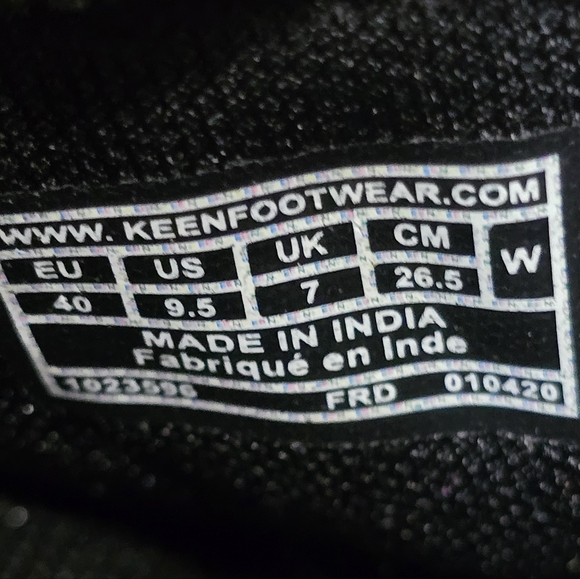 WWW.KEENFOOTWEAR.COM
EU US UK CM W
40 9.5 7 26.5
MADE IN INDIA
Fabriqué en Inde
1023596 FRD 010420